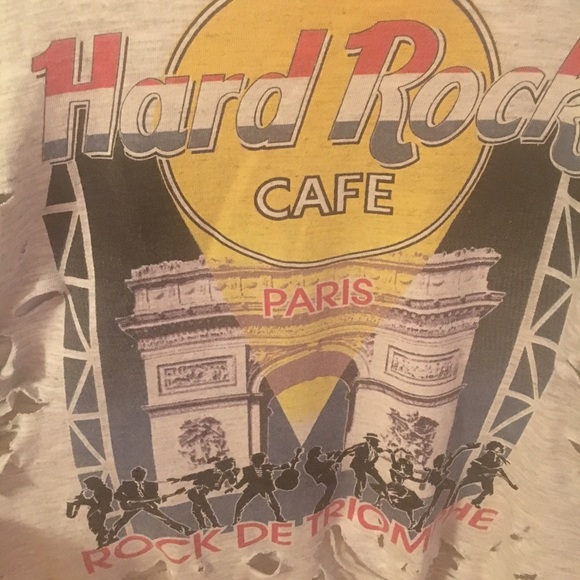 Hard Rock
CAFE
PARIS
ROCK DE TRIOMPHE